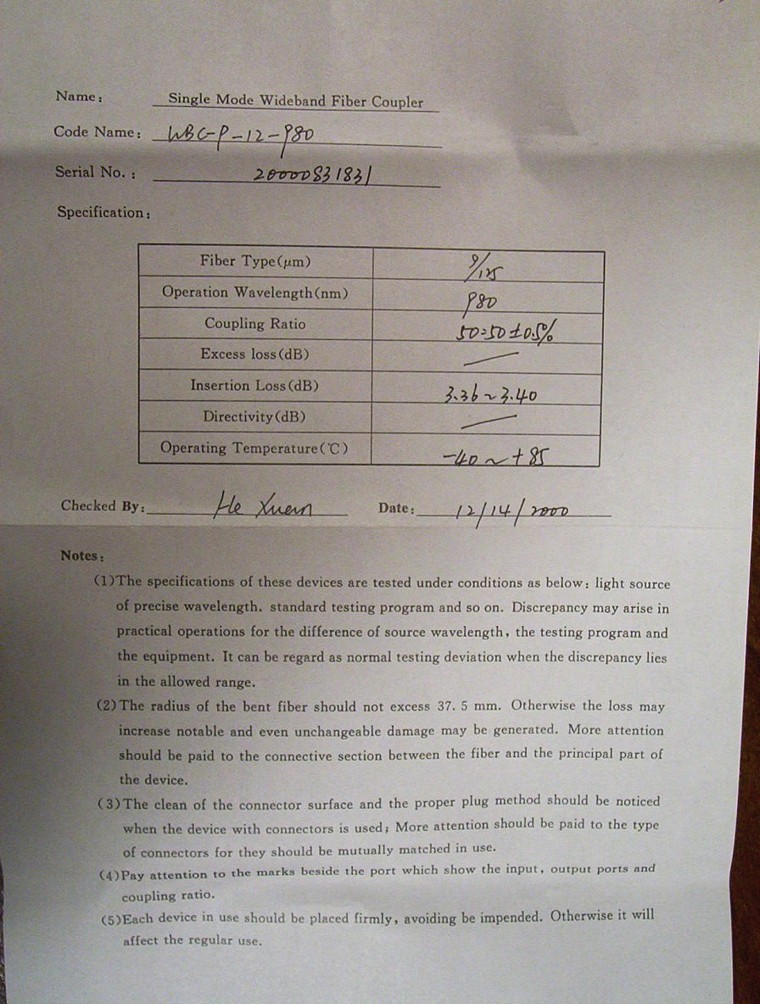 Name: Single Mode Wideband Fiber Coupler
Code Name: WBC-P-12-980
Serial No.: 20000831831
Specification:
Fiber Type(μm) 9/125
Operation Wavelength(nm) 980
Coupling Ratio 50:50 ±0.5%
Excess loss(dB) —
Insertion Loss(dB) 3.36~3.40
Directivity(dB) —
Operating Temperature(℃) -40~+85
Checked By: He Xuan Date: 12/14/2000
Notes:
(1)The specifications of these devices are tested under conditions as below: light source
of precise wavelength. standard testing program and so on. Discrepancy may arise in
practical operations for the difference of source wavelength, the testing program and
the equipment. It can be regard as normal testing deviation when the discrepancy lies
in the allowed range.
(2)The radius of the bent fiber should not excess 37.5 mm. Otherwise the loss may
increase notable and even unchangeable damage may be generated. More attention
should be paid to the connective section between the fiber and the principal part of
the device.
(3)The clean of the connector surface and the proper plug method should be noticed
when the device with connectors is used; More attention should be paid to the type
of connectors for they should be mutually matched in use.
(4)Pay attention to the marks beside the port which show the input, output ports and
coupling ratio.
(5)Each device in use should be placed firmly, avoiding be impended. Otherwise it will
affect the regular use.